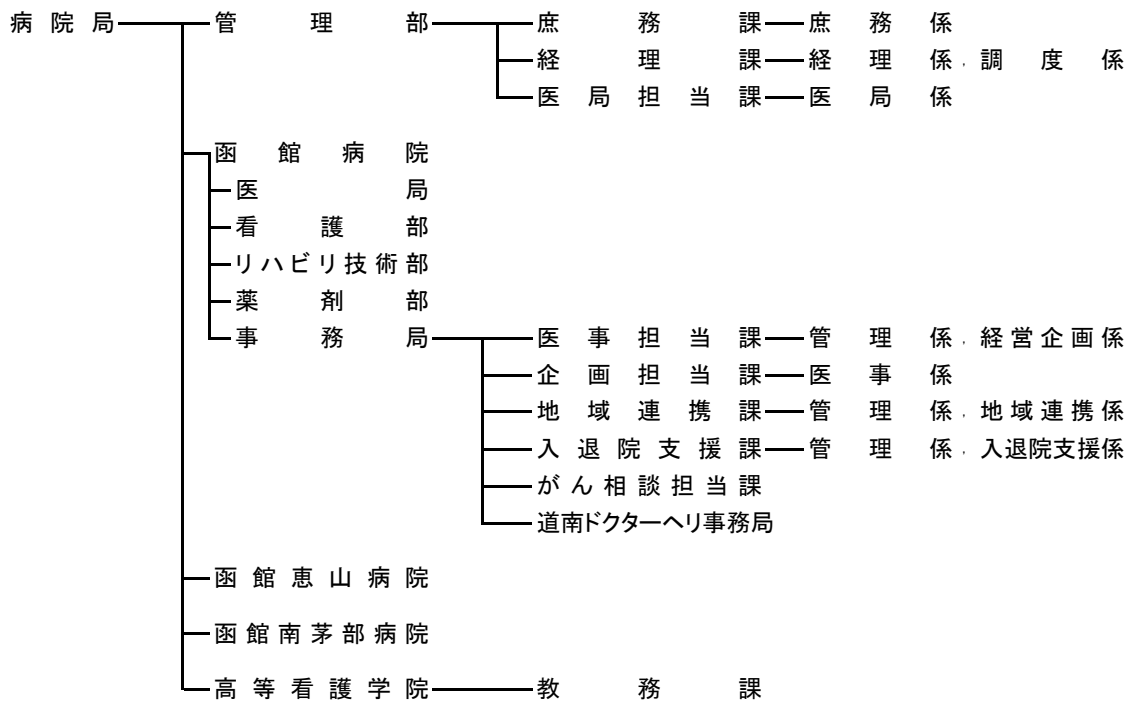 病院局 管理部 庶務課 庶務係
経理課 経理係，調度係
医局担当課 医局係
函館病院
医局
看護部
リハビリ技術部
薬剤部
事務局 医事担当課 管理係，経営企画係
企画担当課 医事係
地域連携課 管理係，地域連携係
入退院支援課 管理係，入退院支援係
がん相談担当課
道南ドクターヘリ事務局
函館恵山病院
函館南茅部病院
高等看護学院 教務課